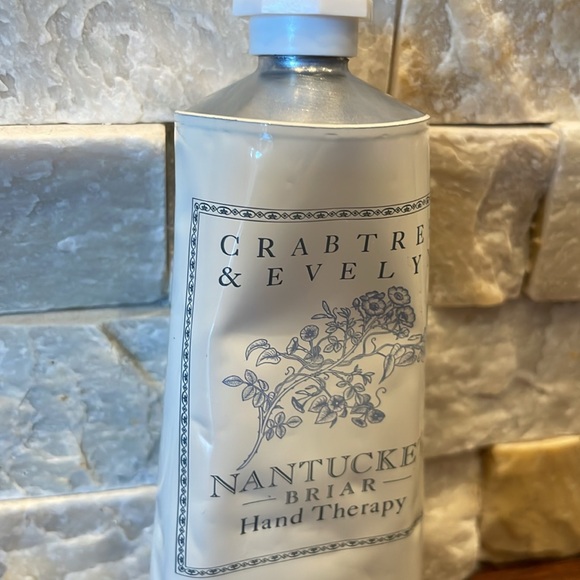 CRABTRE
& EVELY
NANTUCKE
BRIAR
Hand Therapy